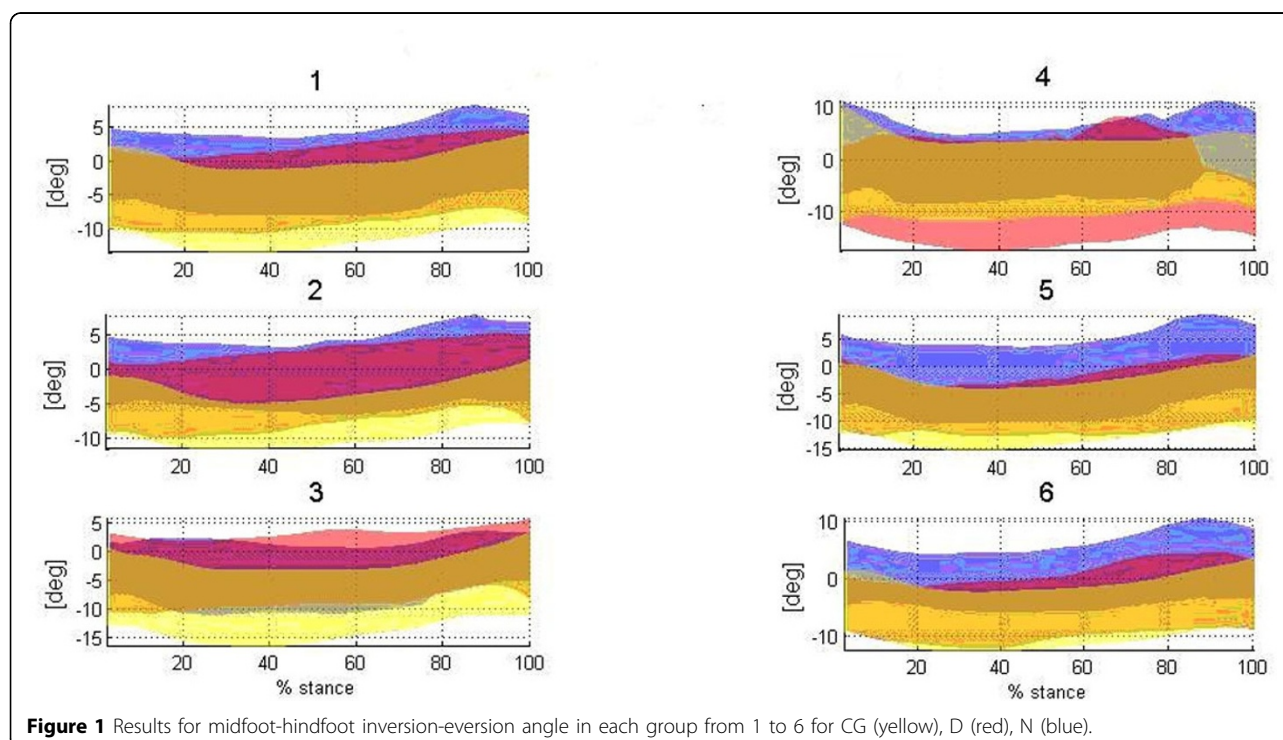 1
5
0
-5
-10
[deg]
20 40 60 80 100
2
5
0
-5
-10
[deg]
20 40 60 80 100
3
5
0
-5
-10
-15
[deg]
20 40 60 80 100
% stance
4
10
0
-10
[deg]
20 40 60 80 100
5
5
0
-5
-10
-15
[deg]
20 40 60 80 100
6
10
0
-10
[deg]
20 40 60 80 100
% stance
Figure 1 Results for midfoot-hindfoot inversion-eversion angle in each group from 1 to 6 for CG (yellow), D (red), N (blue).